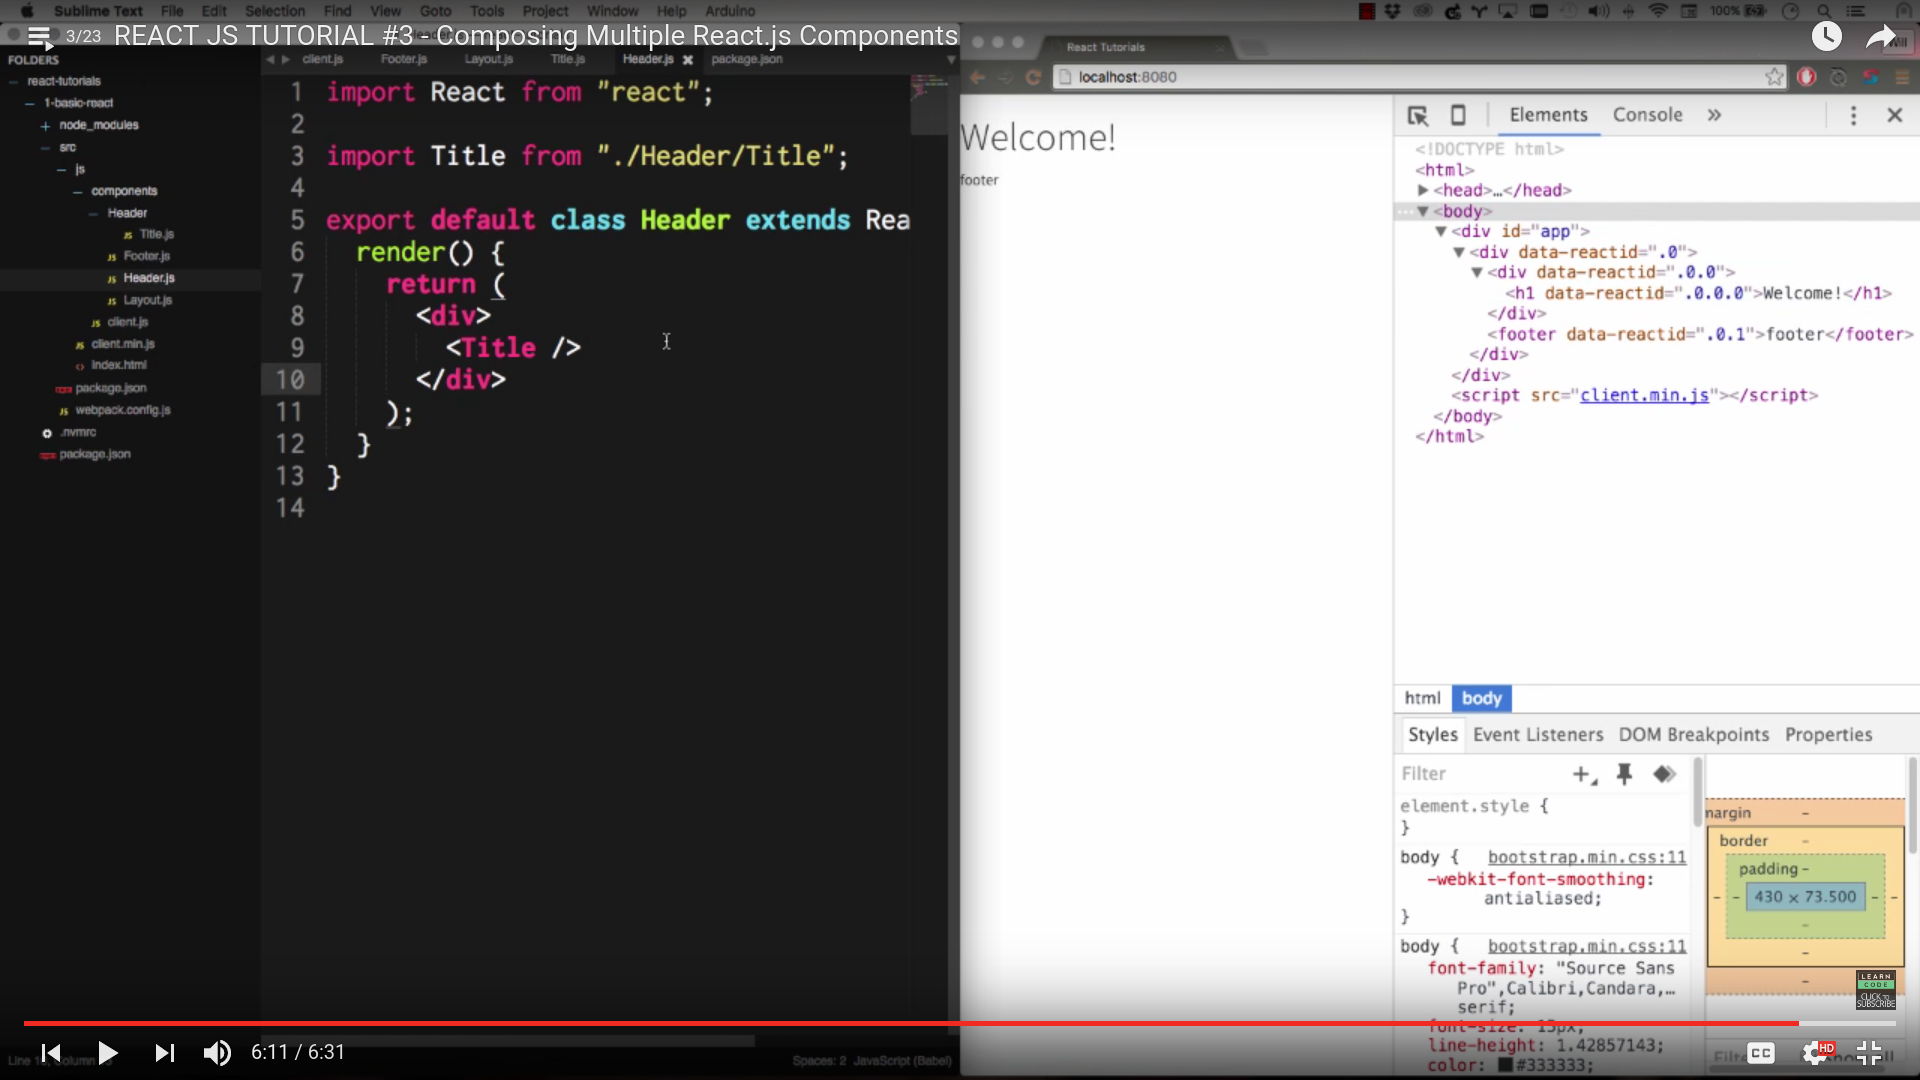 Sublime Text File Edit Selection Find View Goto Tools Project Window Help Arduino
100%
3/23 REACT JS TUTORIAL #3 - Composing Multiple React.js Components
FOLDERS
react-tutorials
1-basic-react
node_modules
src
js
components
Header
JS Title.js
JS Footer.js
JS Header.js
JS Layout.js
JS client.js
JS client.min.js
<> index.html
package.json
JS webpack.config.js
.nvmrc
package.json
client.js Footer.js Layout.js Title.js Header.js package.json
1 import React from "react";
2
3 import Title from "./Header/Title";
4
5 export default class Header extends Rea
6 render() {
7 return (
8 <div>
9 <Title />
10 </div>
11 );
12 }
13 }
14
React Tutorials
Will
localhost:8080
Welcome!
footer
Elements Console »
<!DOCTYPE html>
<html>
<head>…</head>
<body>
<div id="app">
<div data-reactid=".0">
<div data-reactid=".0.0">
<h1 data-reactid=".0.0.0">Welcome!</h1>
</div>
<footer data-reactid=".0.1">footer</footer>
</div>
</div>
<script src="client.min.js"></script>
</body>
</html>
html body
Styles Event Listeners DOM Breakpoints Properties
Filter
element.style {
}
body { bootstrap.min.css:11
-webkit-font-smoothing:
antialiased;
}
body { bootstrap.min.css:11
font-family: "Source Sans
Pro",Calibri,Candara,…
serif;
font-size: 15px;
line-height: 1.42857143;
color: #333333;
margin -
border -
padding -
- - 430 × 73.500 - -
-
-
-
LEARN
CODE
CLICK TO
SUBSCRIBE
6:11 / 6:31
Spaces: 2 JavaScript (Babel)
CC
HD